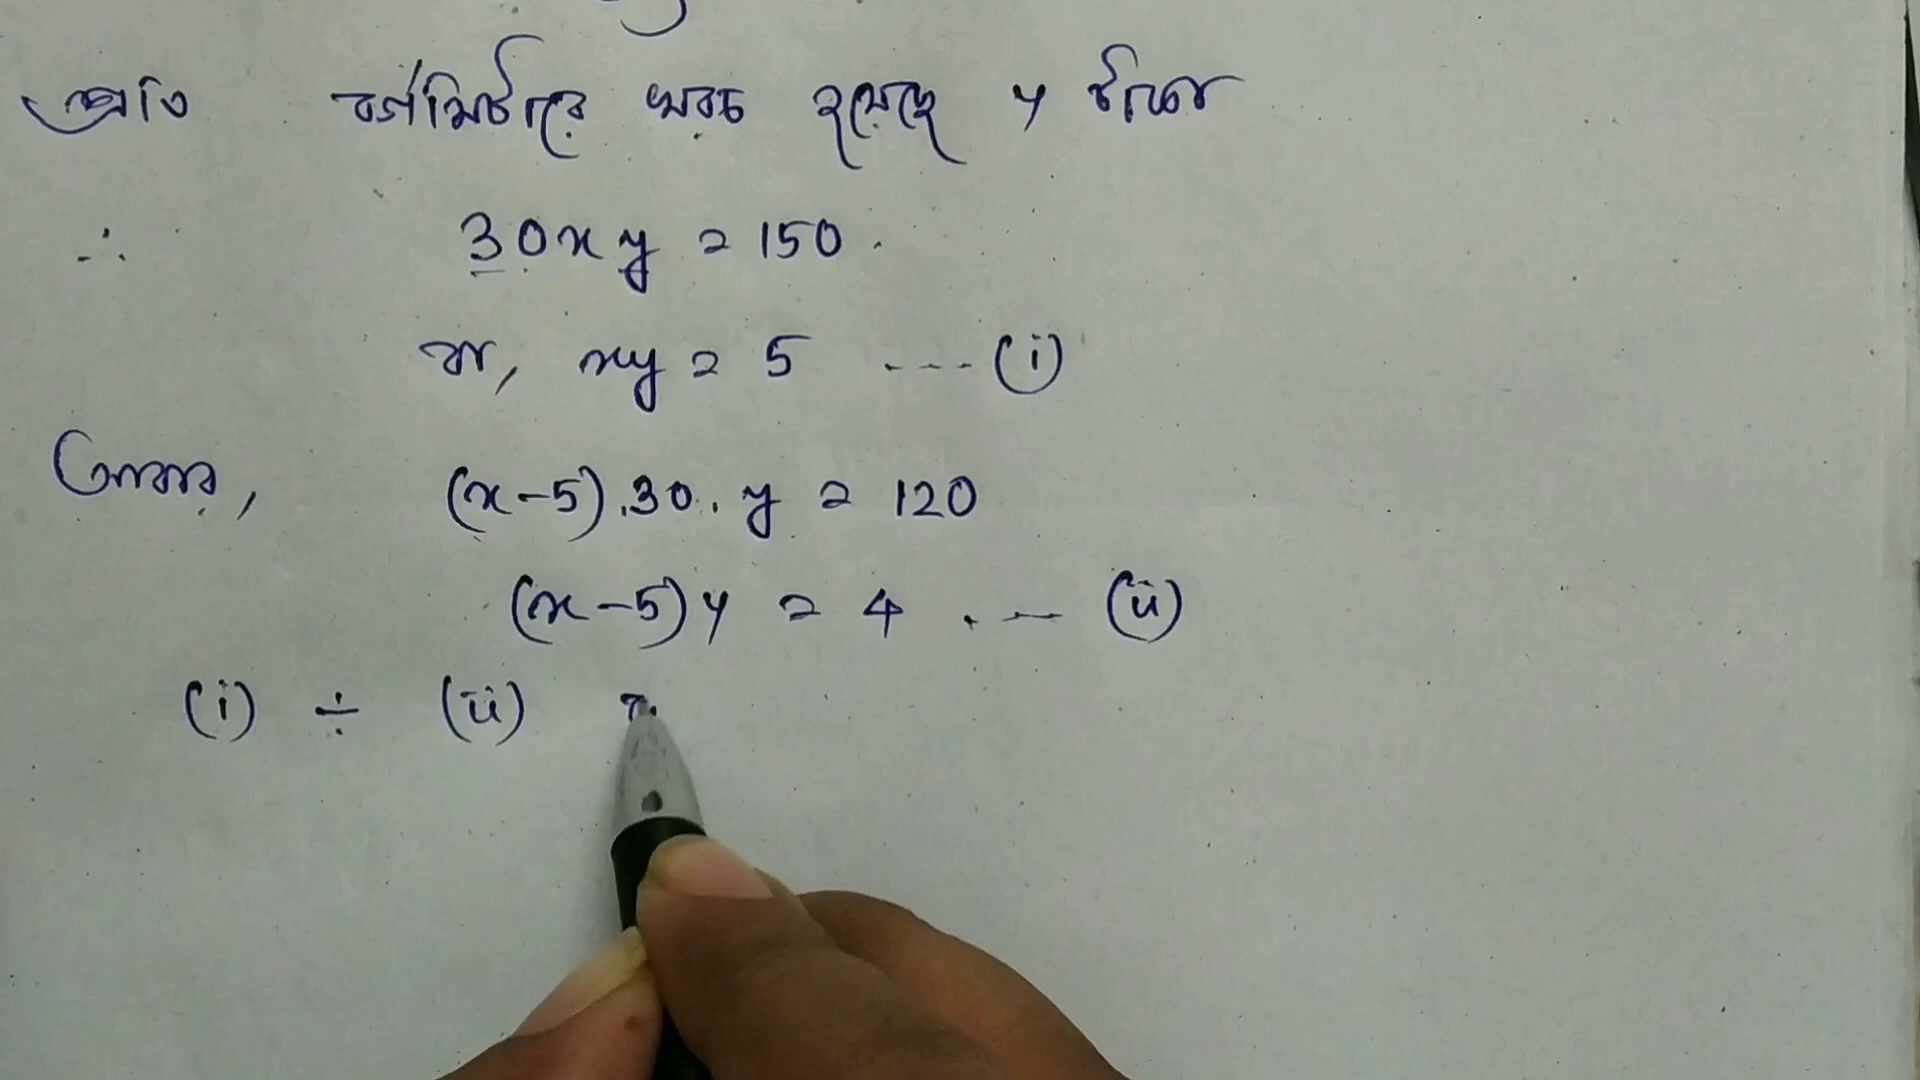 প্রতি বর্গমিটারে খরচ হয়েছে y টাকা
∴ 30xy = 150
বা, xy = 5 ---- (i)
আবার, (x-5).30.y = 120
(x-5)y = 4 .-- (ii)
(i) ÷ (ii)